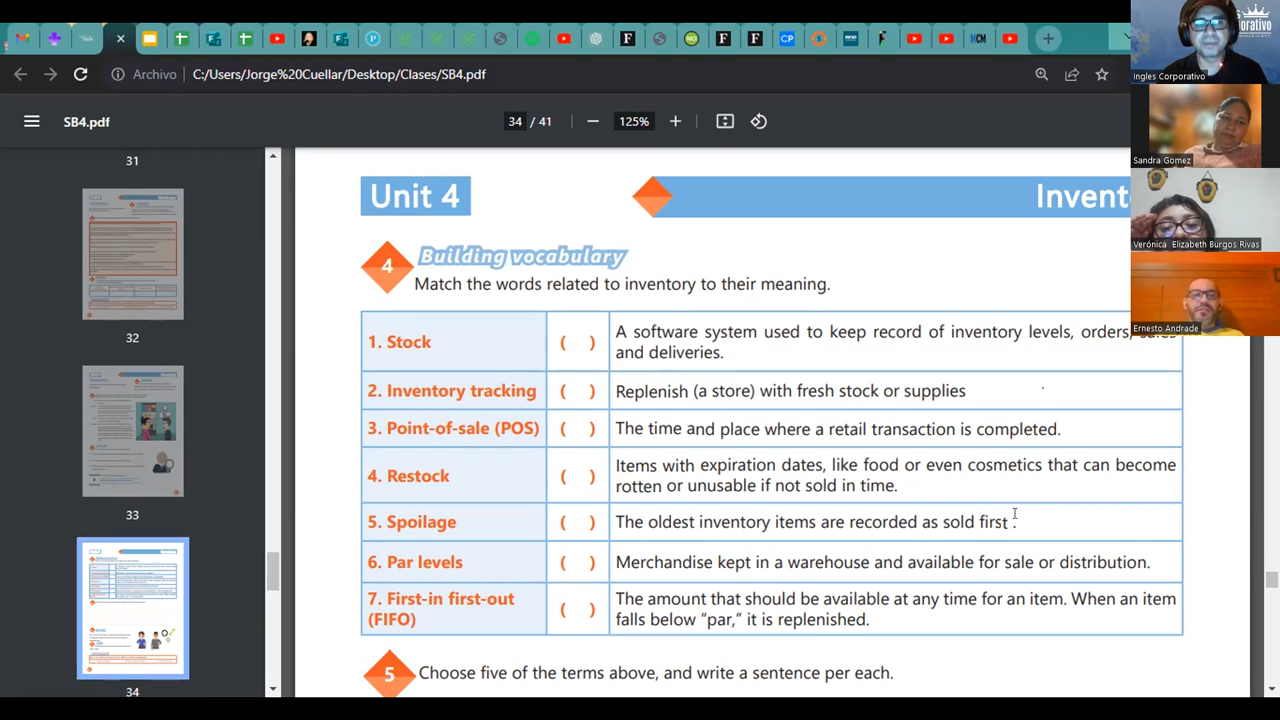 Archivo
C:/Users/Jorge%20Cuellar/Desktop/Clases/SB4.pdf
SB4.pdf
34 / 41
125%
Ingles Corporativo
Sandra Gomez
Verónica Elizabeth Burgos Rivas
Ernesto Andrade
31
32
33
34
Unit 4
4
Building vocabulary
Match the words related to inventory to their meaning.
1. Stock ( ) A software system used to keep record of inventory levels, orders, sales
and deliveries.
2. Inventory tracking ( ) Replenish (a store) with fresh stock or supplies
3. Point-of-sale (POS) ( ) The time and place where a retail transaction is completed.
4. Restock ( ) Items with expiration dates, like food or even cosmetics that can become
rotten or unusable if not sold in time.
5. Spoilage ( ) The oldest inventory items are recorded as sold first .
6. Par levels ( ) Merchandise kept in a warehouse and available for sale or distribution.
7. First-in first-out
(FIFO) ( ) The amount that should be available at any time for an item. When an item
falls below “par,” it is replenished.
5 Choose five of the terms above, and write a sentence per each.